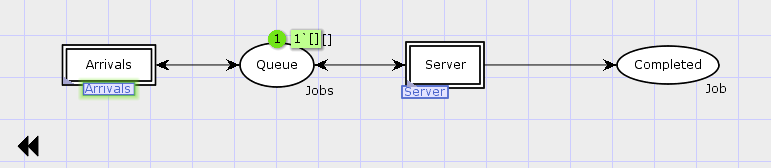 1 1`[] []
Arrivals Queue Server Completed
Arrivals Jobs Server Job